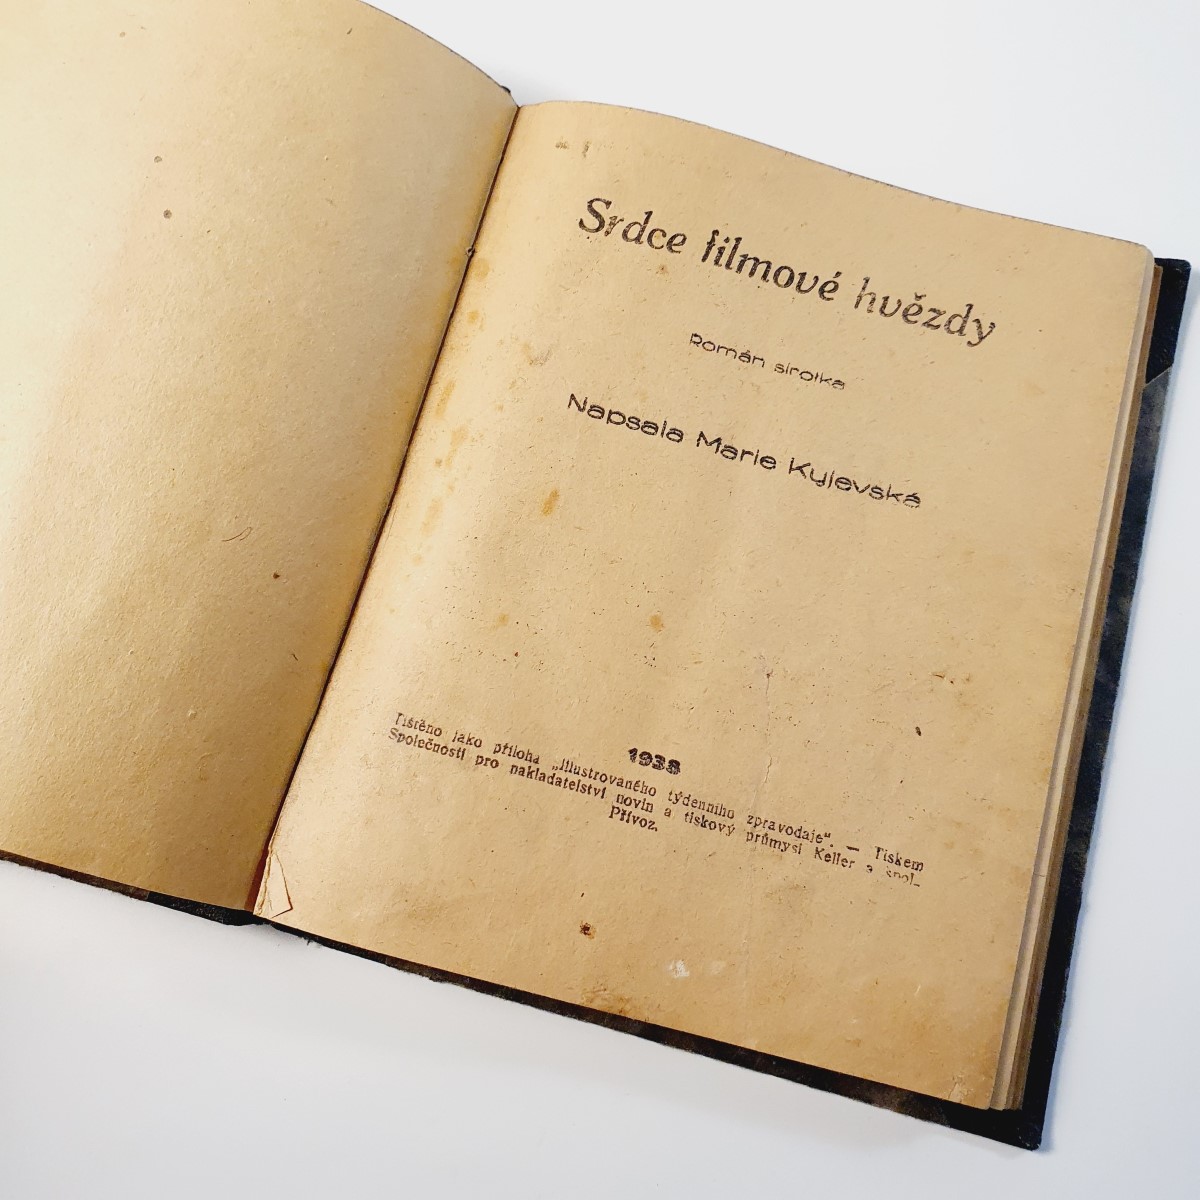 Srdce filmové hvězdy
Román sirotka
Napsala Marie Kyjevská
1938
Tištěno jako příloha „Illustrovaného týdenního zpravodaje“. — Tiskem
Společnosti pro nakladatelství novin a tiskový průmysl Keller a spol.
Přívoz.